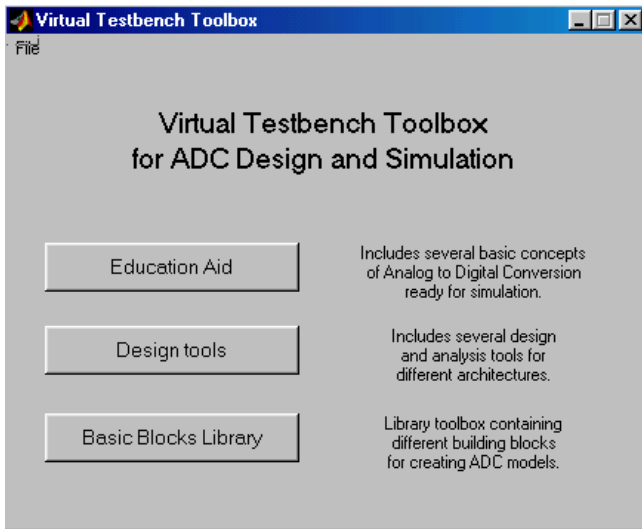 Virtual Testbench Toolbox
File
Virtual Testbench Toolbox
for ADC Design and Simulation
Education Aid
Includes several basic concepts
of Analog to Digital Conversion
ready for simulation.
Design tools
Includes several design
and analysis tools for
different architectures.
Basic Blocks Library
Library toolbox containing
different building blocks
for creating ADC models.